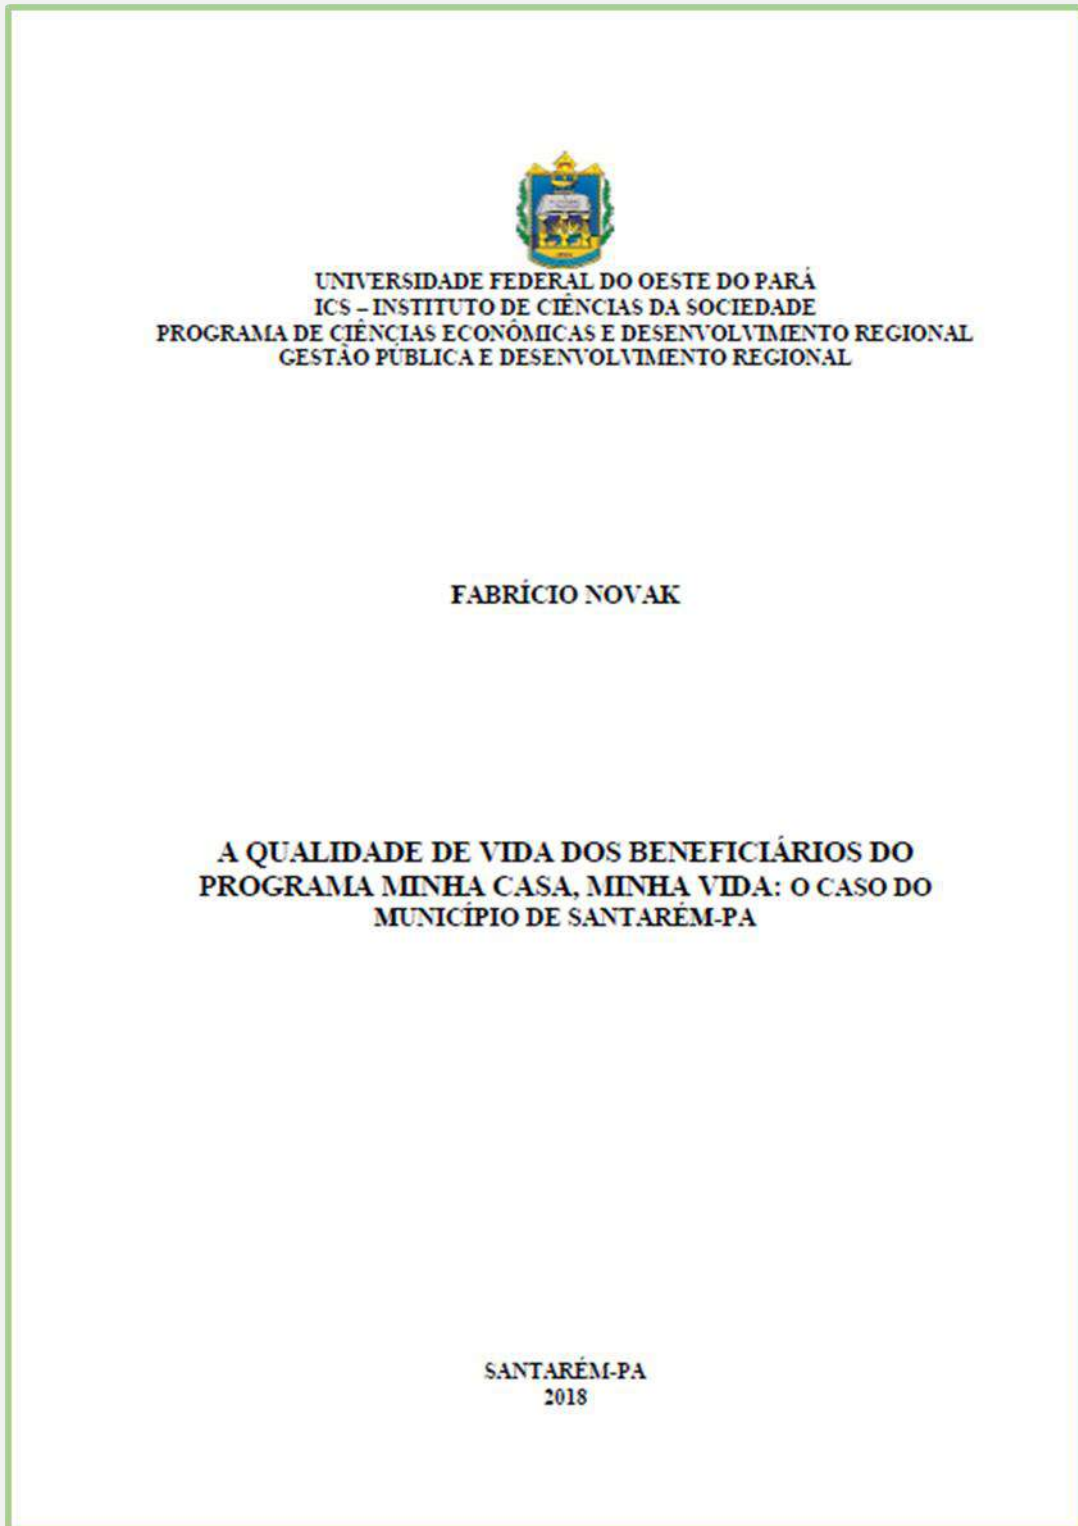 UNIVERSIDADE FEDERAL DO OESTE DO PARÁ
ICS – INSTITUTO DE CIÊNCIAS DA SOCIEDADE
PROGRAMA DE CIÊNCIAS ECONÔMICAS E DESENVOLVIMENTO REGIONAL
GESTÃO PÚBLICA E DESENVOLVIMENTO REGIONAL
FABRÍCIO NOVAK
A QUALIDADE DE VIDA DOS BENEFICIÁRIOS DO
PROGRAMA MINHA CASA, MINHA VIDA: O CASO DO
MUNICÍPIO DE SANTARÉM-PA
SANTARÉM-PA
2018